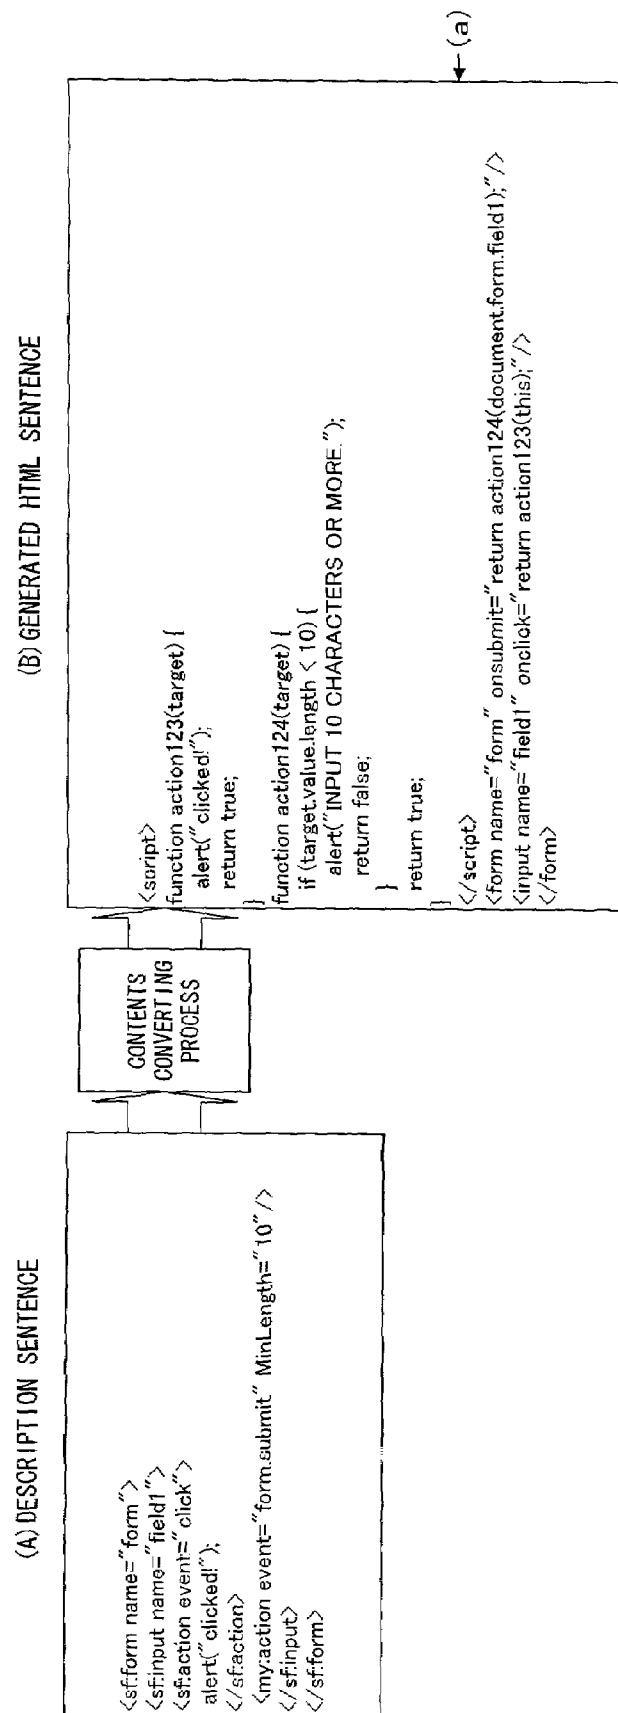 (A) DESCRIPTION SENTENCE
<sf:form name="form">
<sf:input name="field1">
<sf:action event="click">
alert("clicked!");
</sf:action>
<my:action event="form.submit" MinLength="10"/>
</sf:input>
</sf:form>
CONTENTS
CONVERTING
PROCESS
(B) GENERATED HTML SENTENCE
<script>
function action123(target) {
alert("clicked!");
return true;
}
function action124(target) {
if (target.value.length < 10) {
alert("INPUT 10 CHARACTERS OR MORE.");
return false;
}
return true;
}
</script>
<form name="form" onsubmit="return action124(document.form.field1);"/>
<input name="field1" onclick="return action123(this);"/>
</form>
(a)